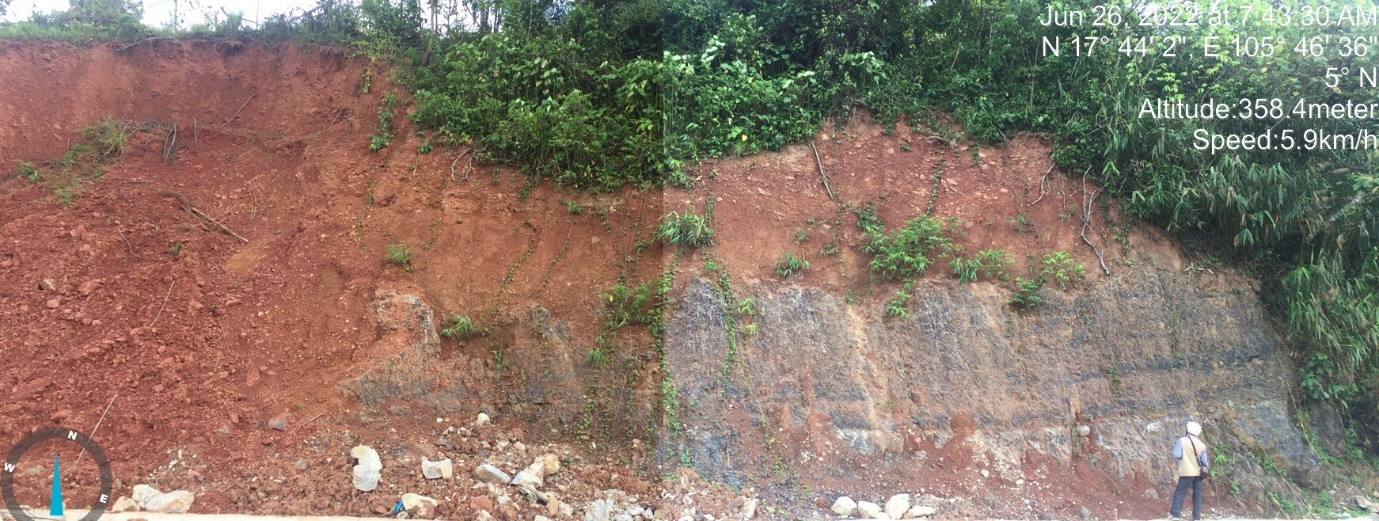 Jun 26, 2022 at 7:43:30 AM
N 17° 44' 2", E 105° 46' 36"
5° N
Altitude:358.4meter
Speed:5.9km/h
N
W
E